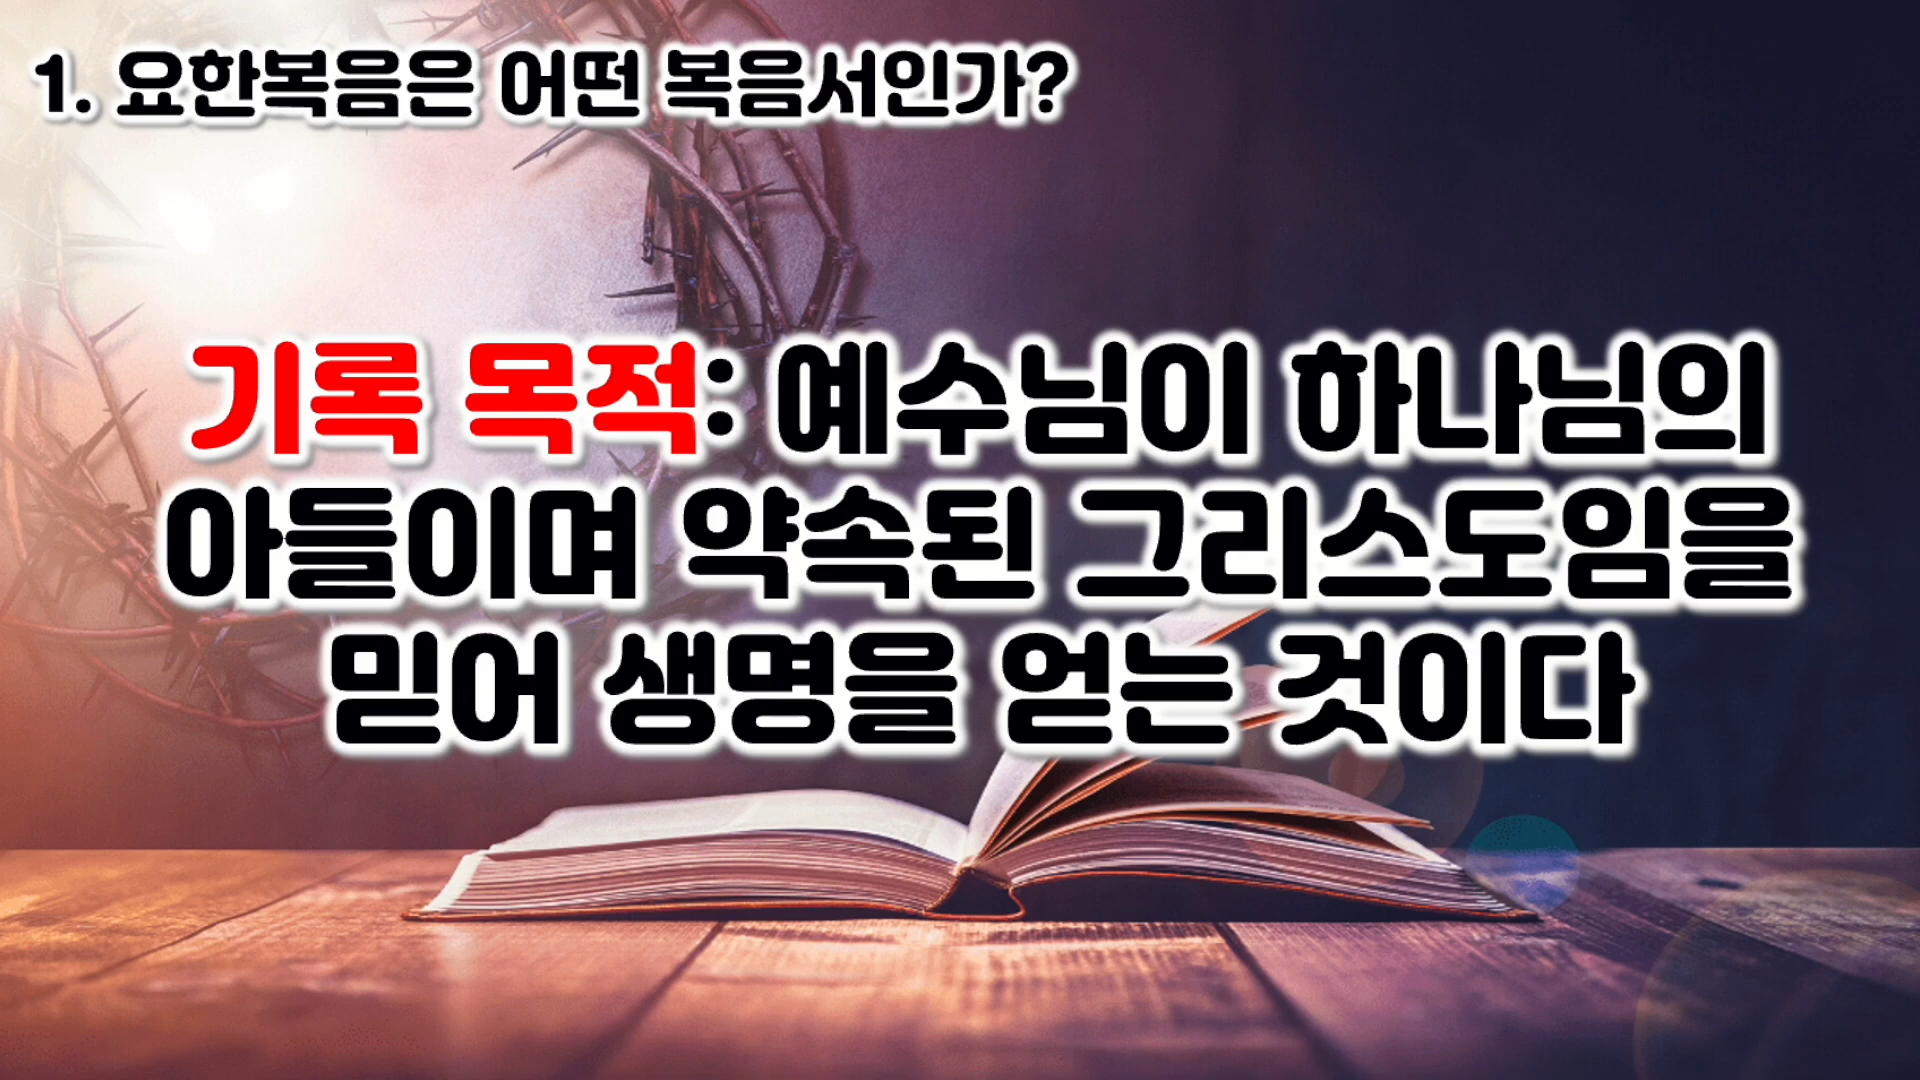 1. 요한복음은 어떤 복음서인가?
기록 목적: 예수님이 하나님의
아들이며 약속된 그리스도임을
믿어 생명을 얻는 것이다